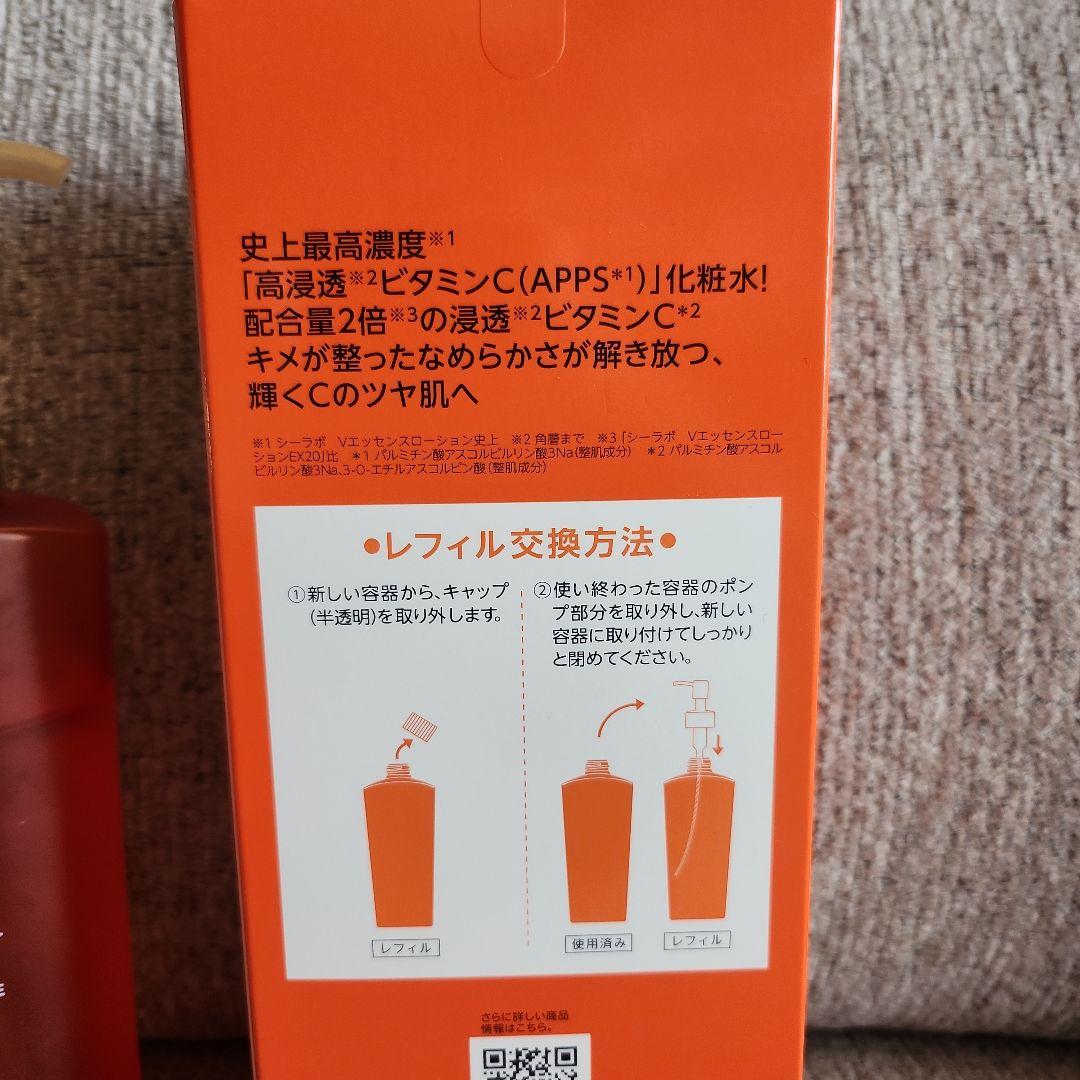 史上最高濃度※1
「高浸透※2ビタミンC(APPS*1)」化粧水!
配合量2倍※3の浸透※2ビタミンC*2
キメが整ったなめらかさが解き放つ、
輝くCのツヤ肌へ
※1 シーラボ Vエッセンスローション史上 ※2 角層まで ※3「シーラボ Vエッセンスロー
ションEX20」比 *1 パルミチン酸アスコルビルリン酸3Na(整肌成分) *2 パルミチン酸アスコル
ビルリン酸3Na、3-O-エチルアスコルビン酸(整肌成分)
●レフィル交換方法●
①新しい容器から、キャップ
(半透明)を取り外します。
②使い終わった容器のポン
プ部分を取り外し、新しい
容器に取り付けてしっかり
と閉めてください。
レフィル
使用済み
レフィル
さらに詳しい商品
情報はこちら。